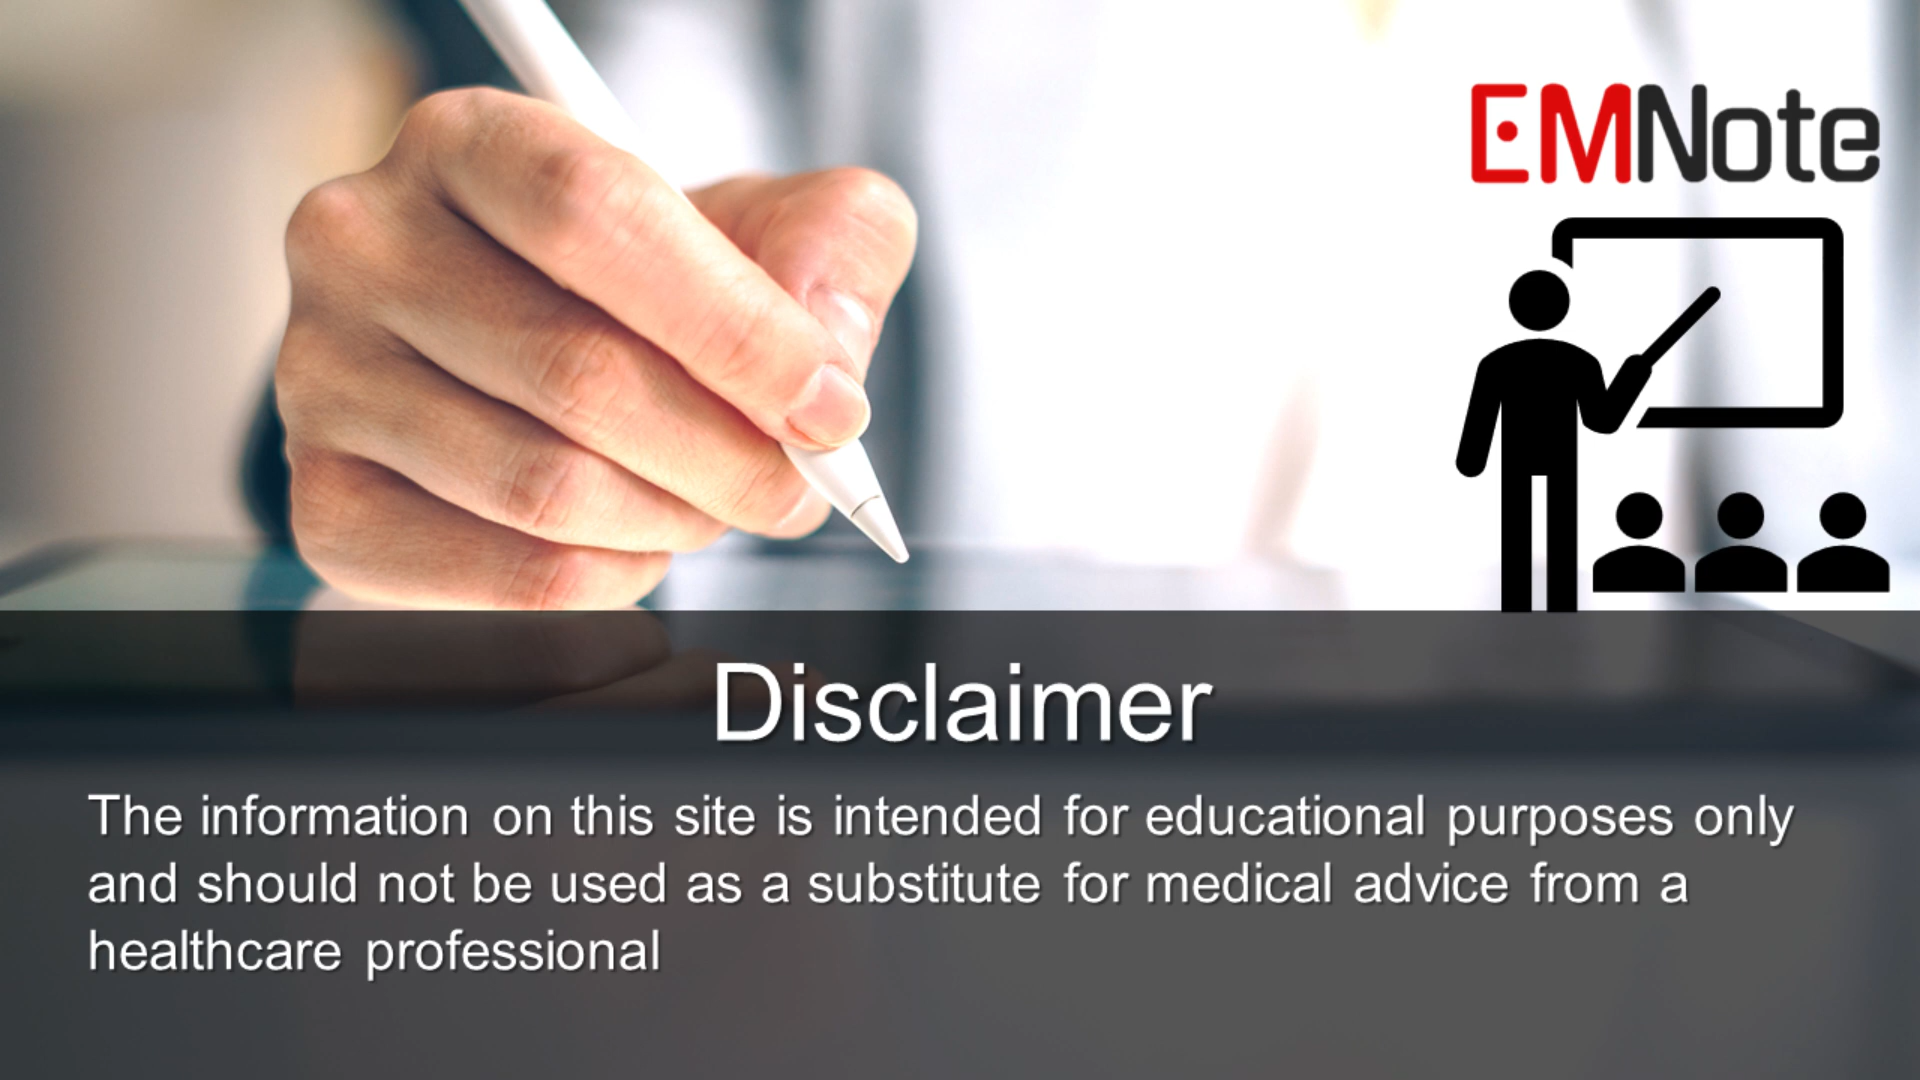 EMNote
Disclaimer
The information on this site is intended for educational purposes only
and should not be used as a substitute for medical advice from a
healthcare professional